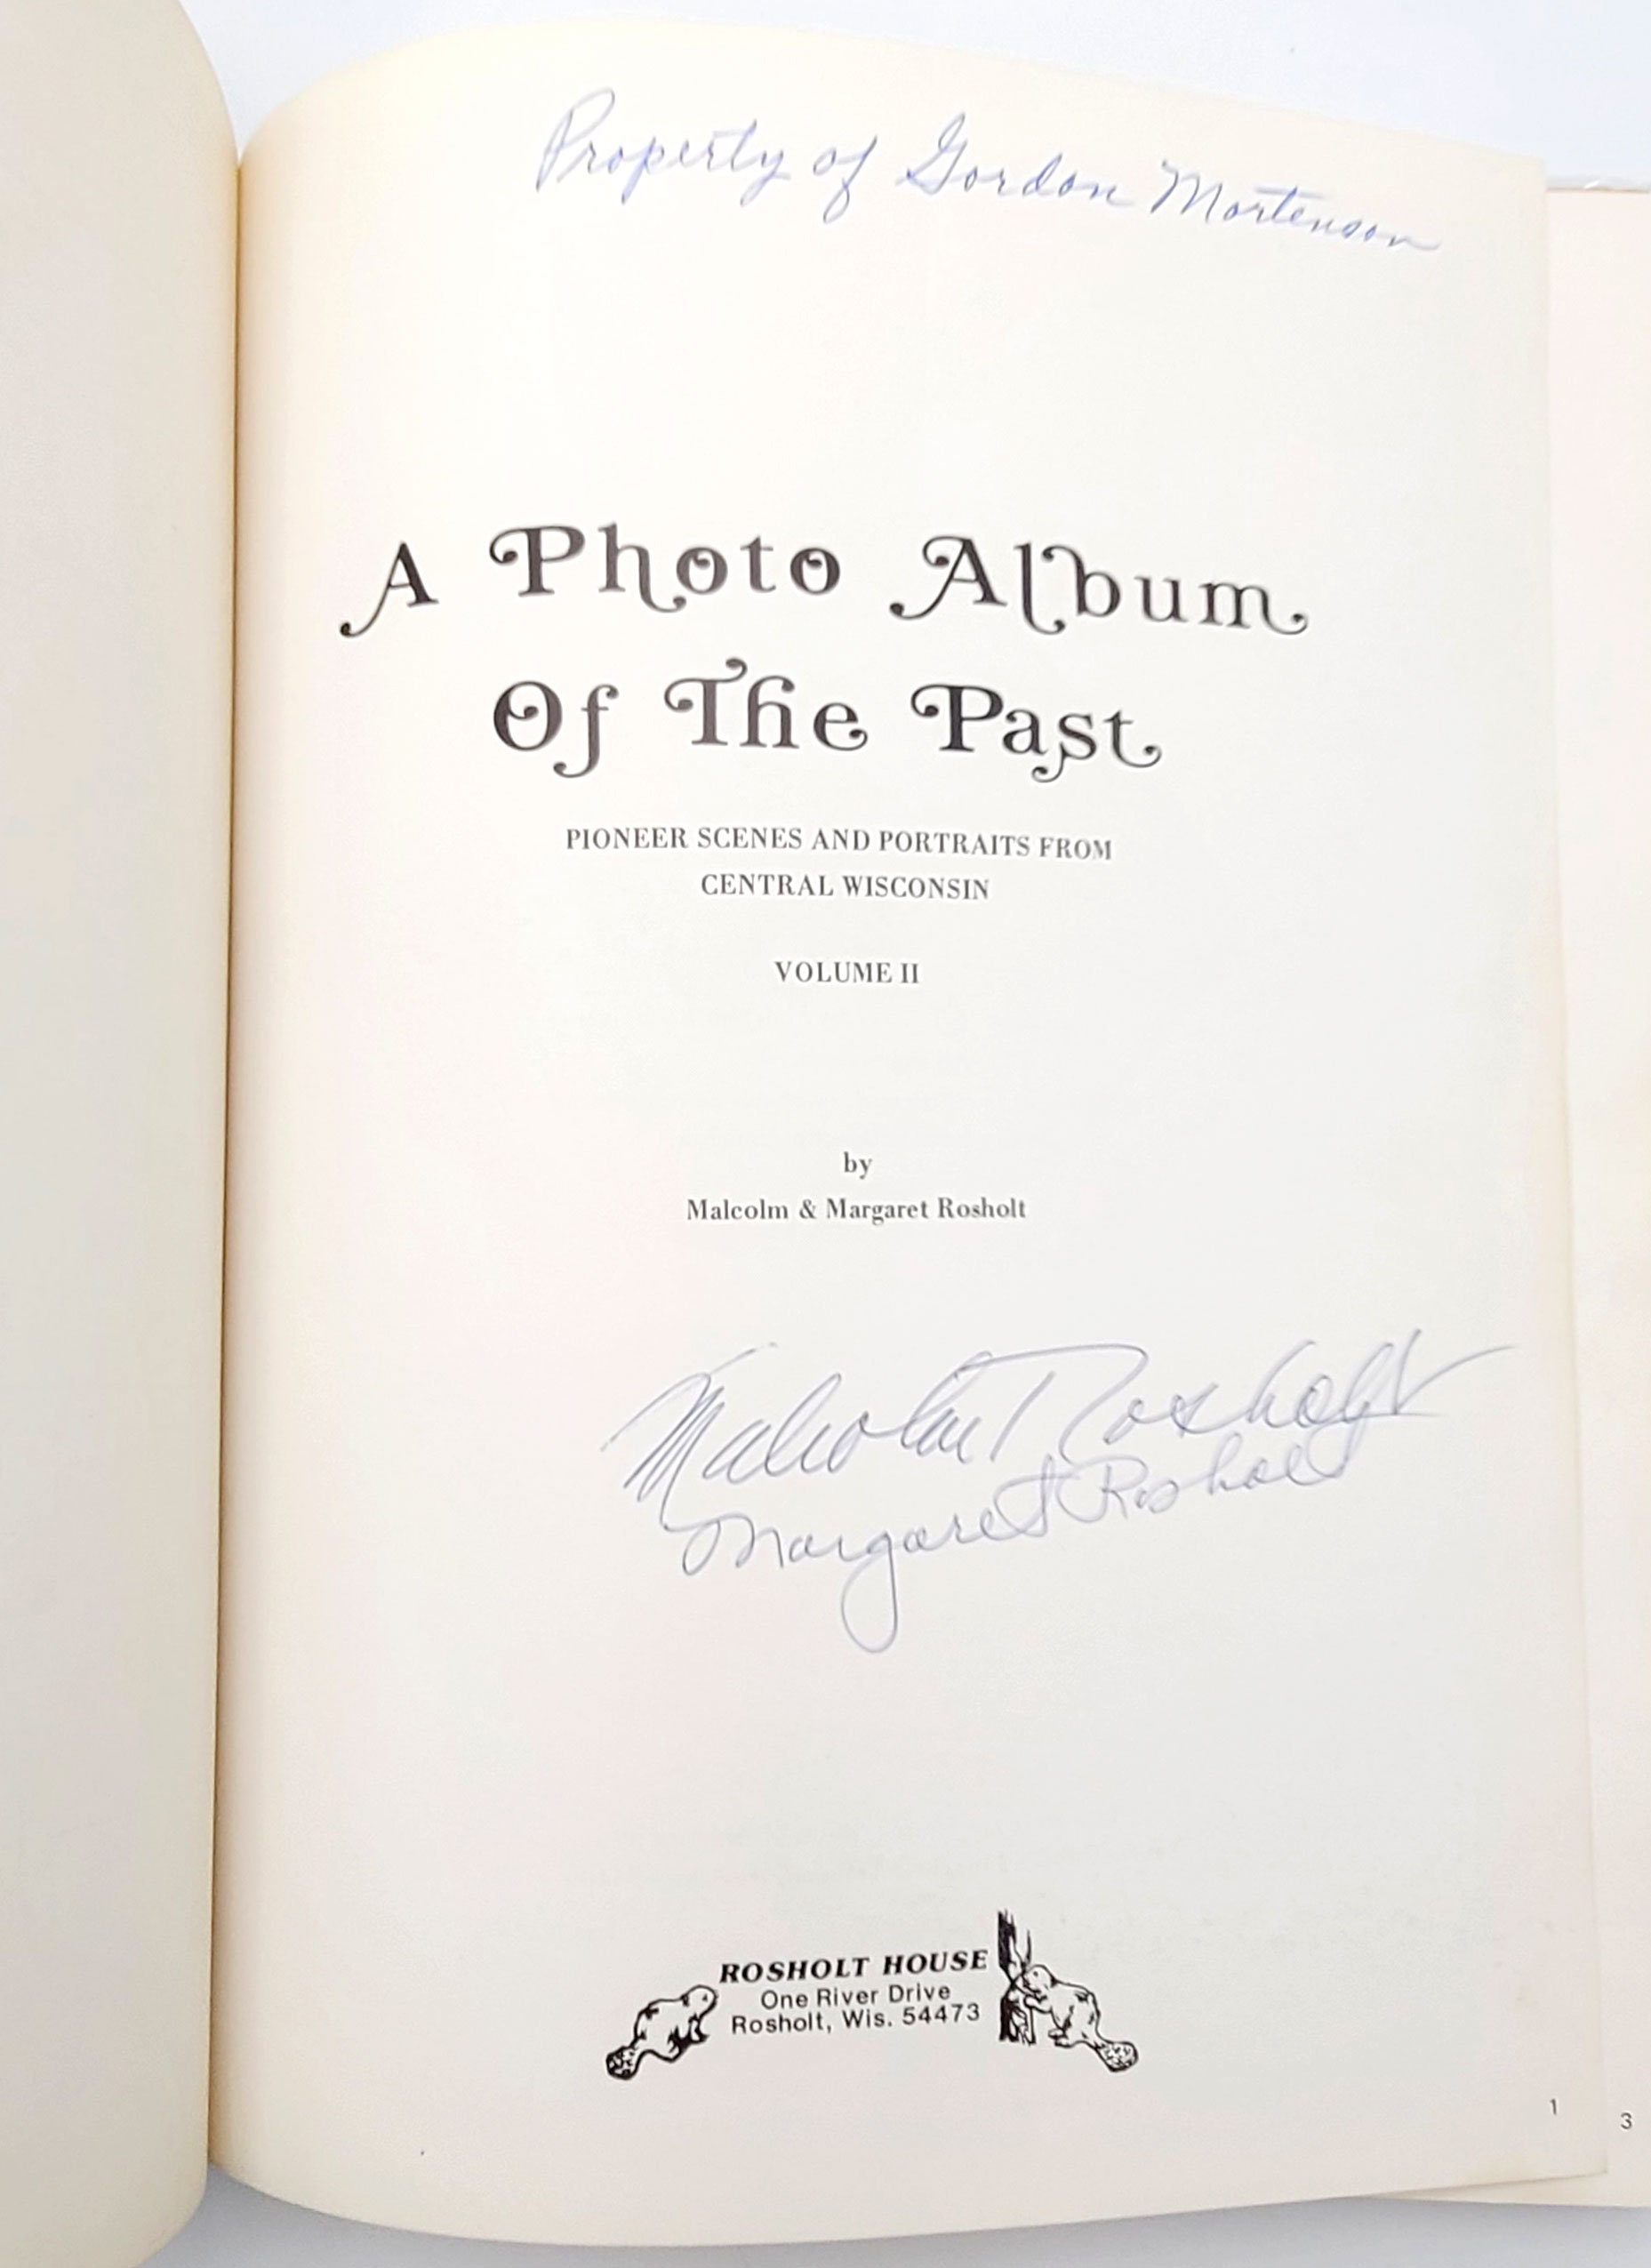 Property of Gordon Mortenson
A Photo Album
Of The Past
PIONEER SCENES AND PORTRAITS FROM
CENTRAL WISCONSIN
VOLUME II
by
Malcolm & Margaret Rosholt
Malcolm Rosholt
Margaret Rosholt
ROSHOLT HOUSE
One River Drive
Rosholt, Wis. 54473
1
3